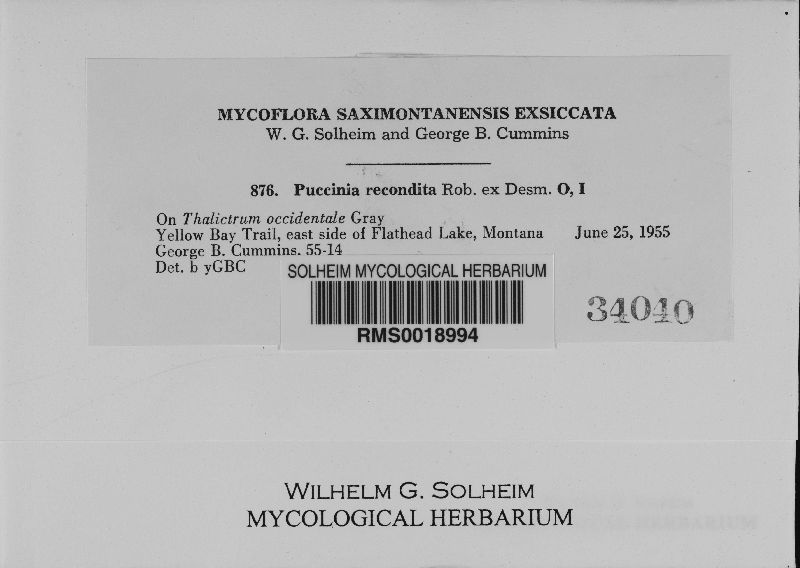 MYCOFLORA SAXIMONTANENSIS EXSICCATA
W. G. Solheim and George B. Cummins
876. Puccinia recondita Rob. ex Desm. O, I
On Thalictrum occidentale Gray
Yellow Bay Trail, east side of Flathead Lake, Montana June 25, 1955
George B. Cummins. 55-14
Det. b yGBC
SOLHEIM MYCOLOGICAL HERBARIUM
RMS0018994
34040
WILHELM G. SOLHEIM
MYCOLOGICAL HERBARIUM